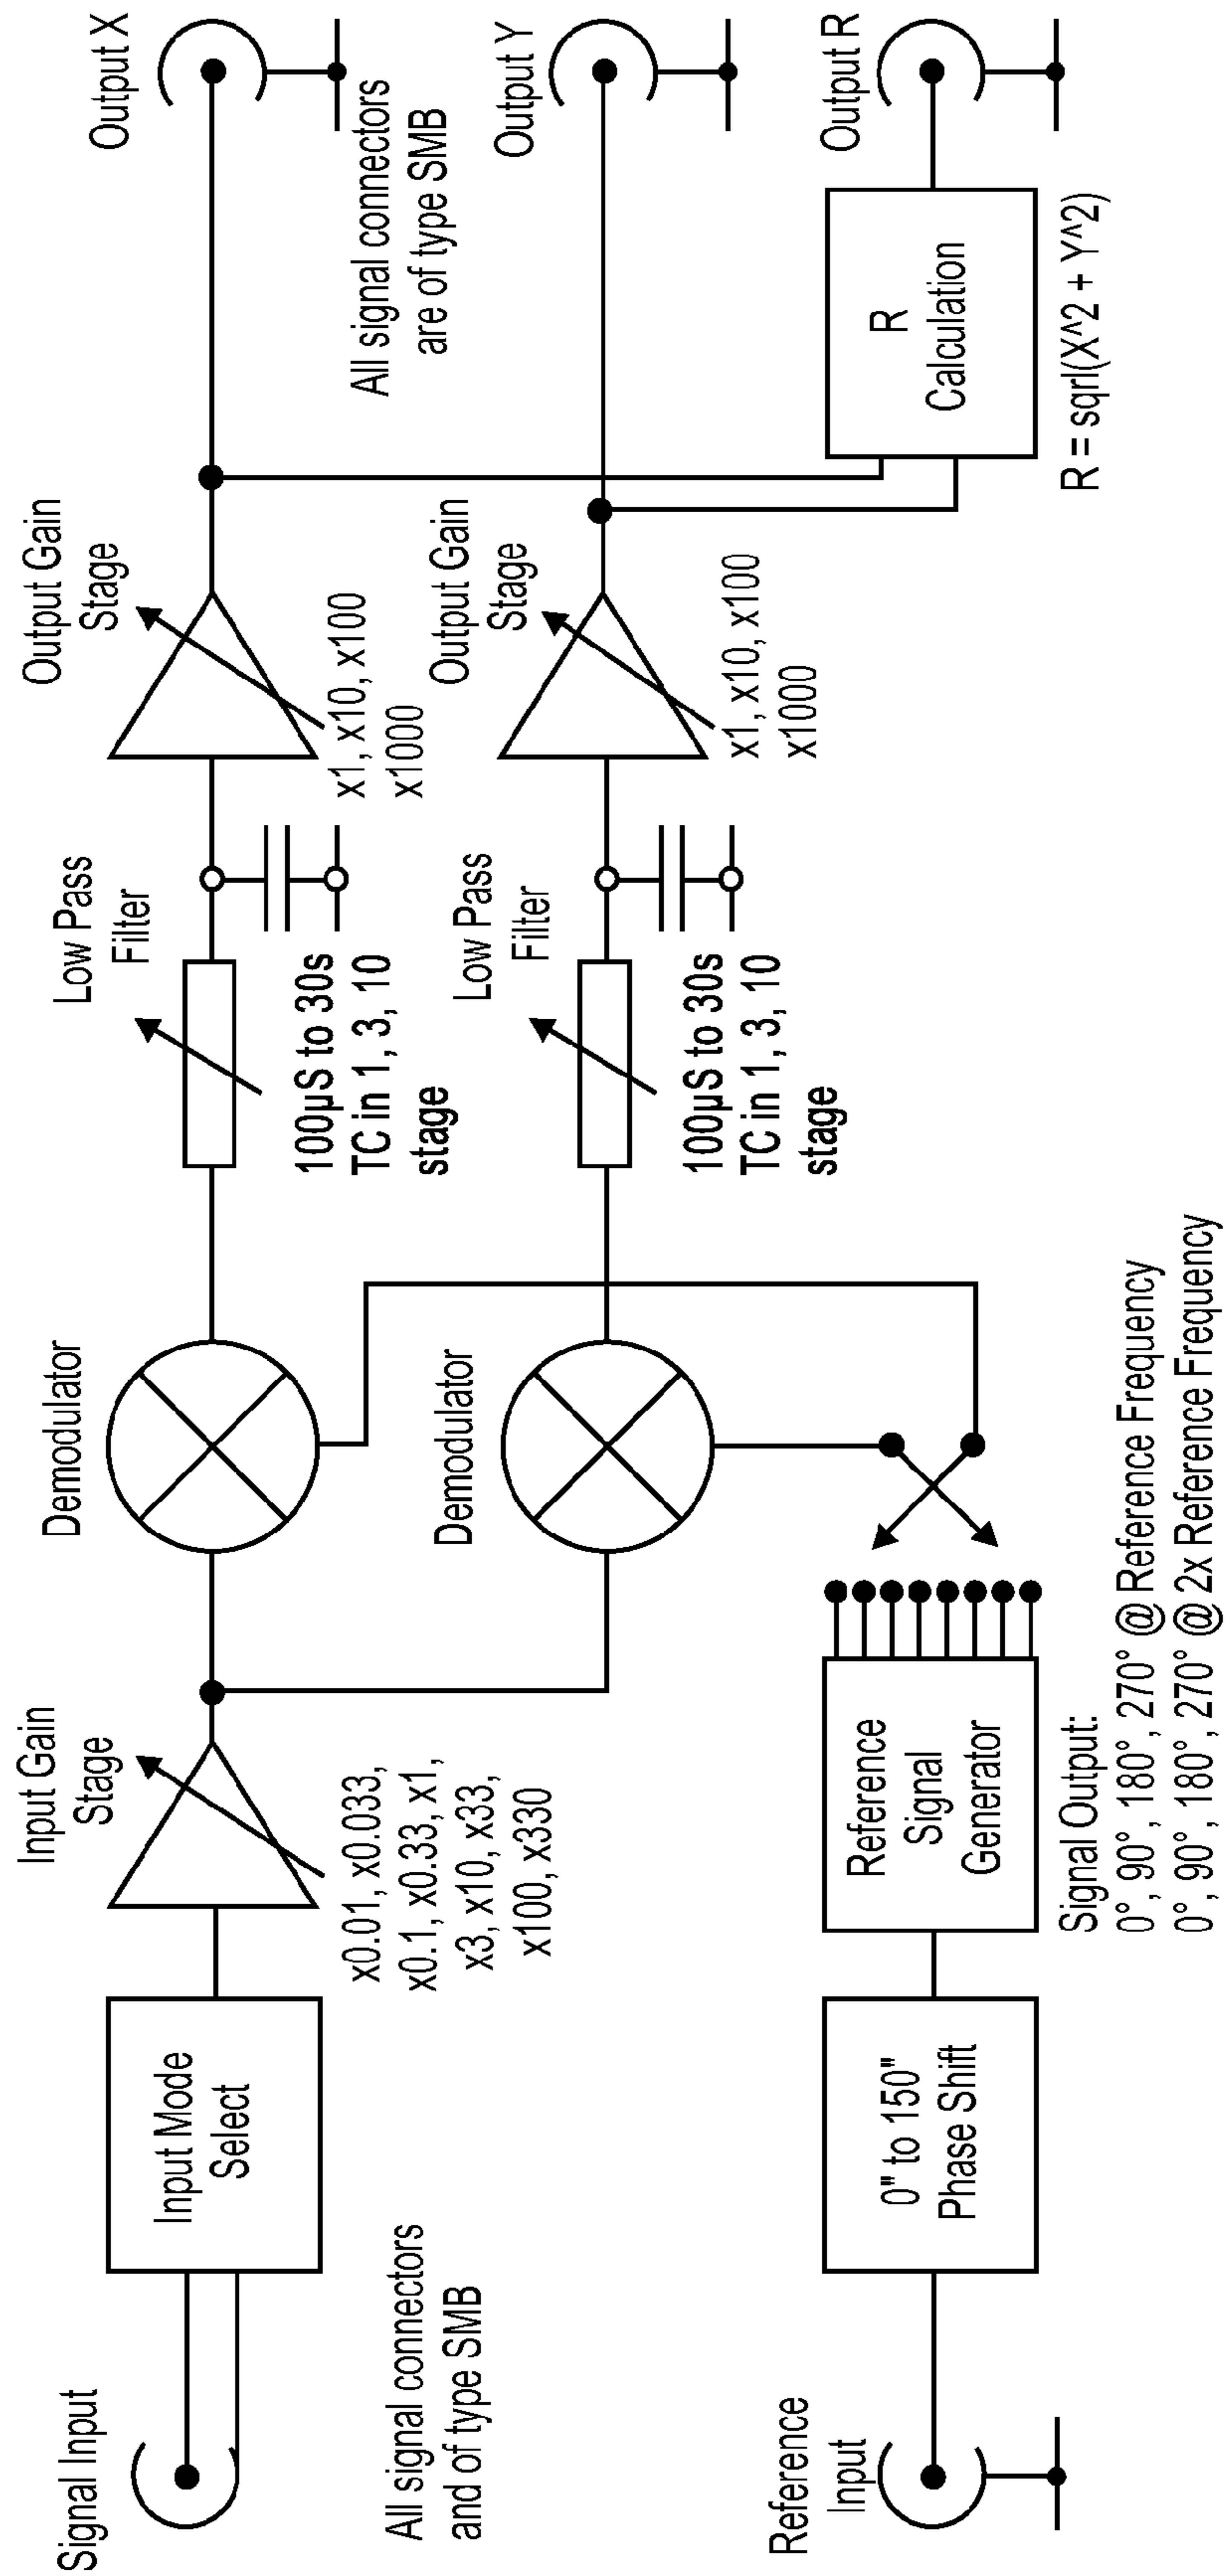 Signal Input
Input Mode
Select
Input Gain
Stage
x0.01, x0.033,
x0.1, x0.33, x1,
x3, x10, x33,
x100, x330
Demodulator
Low Pass
Filter
100µS to 30s
TC in 1, 3, 10
stage
Output Gain
Stage
x1, x10, x100
x1000
Output X
All signal connectors
are of type SMB
All signal connectors
and of type SMB
Demodulator
Low Pass
Filter
100µS to 30s
TC in 1, 3, 10
stage
Output Gain
Stage
x1, x10, x100
x1000
Output Y
Reference
Input
0" to 150"
Phase Shift
Reference
Signal
Generator
Signal Output:
0°, 90°, 180°, 270° @ Reference Frequency
0°, 90°, 180°, 270° @ 2x Reference Frequency
R
Calculation
R = sqrl(X^2 + Y^2)
Output R